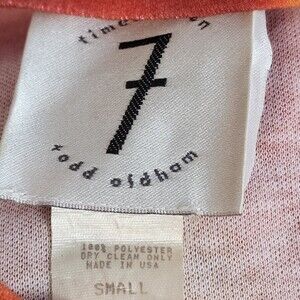 7
todd oldham
100% POLYESTER
DRY CLEAN ONLY
MADE IN USA
SMALL